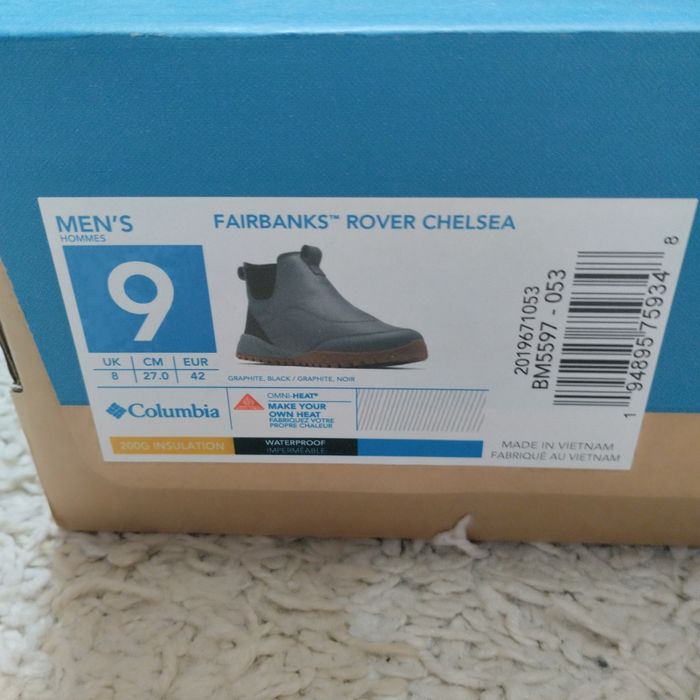 MEN'S
HOMMES
FAIRBANKS™ ROVER CHELSEA
9
UK CM EUR
8 27.0 42
GRAPHITE, BLACK / GRAPHITE, NOIR
2019671053
BM5597 - 053
1 94895 75934 8
Columbia
OMNI-HEAT™
MAKE YOUR
OWN HEAT
FABRIQUEZ VOTRE
PROPRE CHALEUR
200G INSULATION
WATERPROOF
IMPERMÉABLE
MADE IN VIETNAM
FABRIQUÉ AU VIETNAM